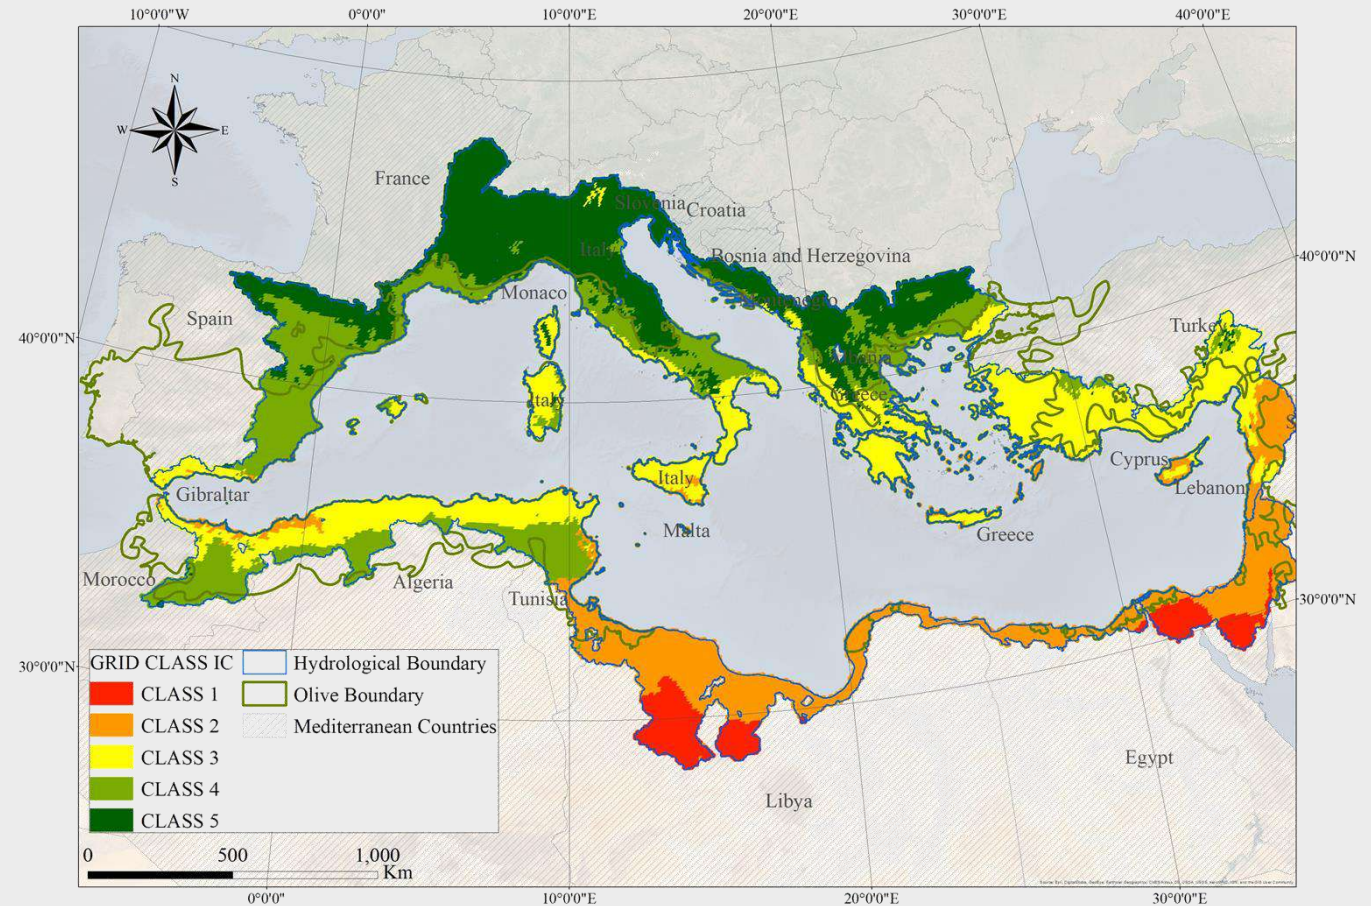 10°0'0"W
0°0'0"
10°0'0"E
20°0'0"E
30°0'0"E
40°0'0"E
N
W
E
S
France
Slovenia
Croatia
Italy
Bosnia and Herzegovina
40°0'0"N
Monaco
Montenegro
Spain
Turkey
40°0'0"N
Albania
Greece
Italy
Cyprus
Italy
Gibraltar
Lebanon
Malta
Greece
Morocco
Algeria
Tunisia
30°0'0"N
30°0'0"N
GRID CLASS IC
Hydrological Boundary
CLASS 1
Olive Boundary
CLASS 2
Mediterranean Countries
CLASS 3
CLASS 4
CLASS 5
Egypt
Libya
0
500
1,000
Km
0°0'0"
10°0'0"E
20°0'0"E
30°0'0"E